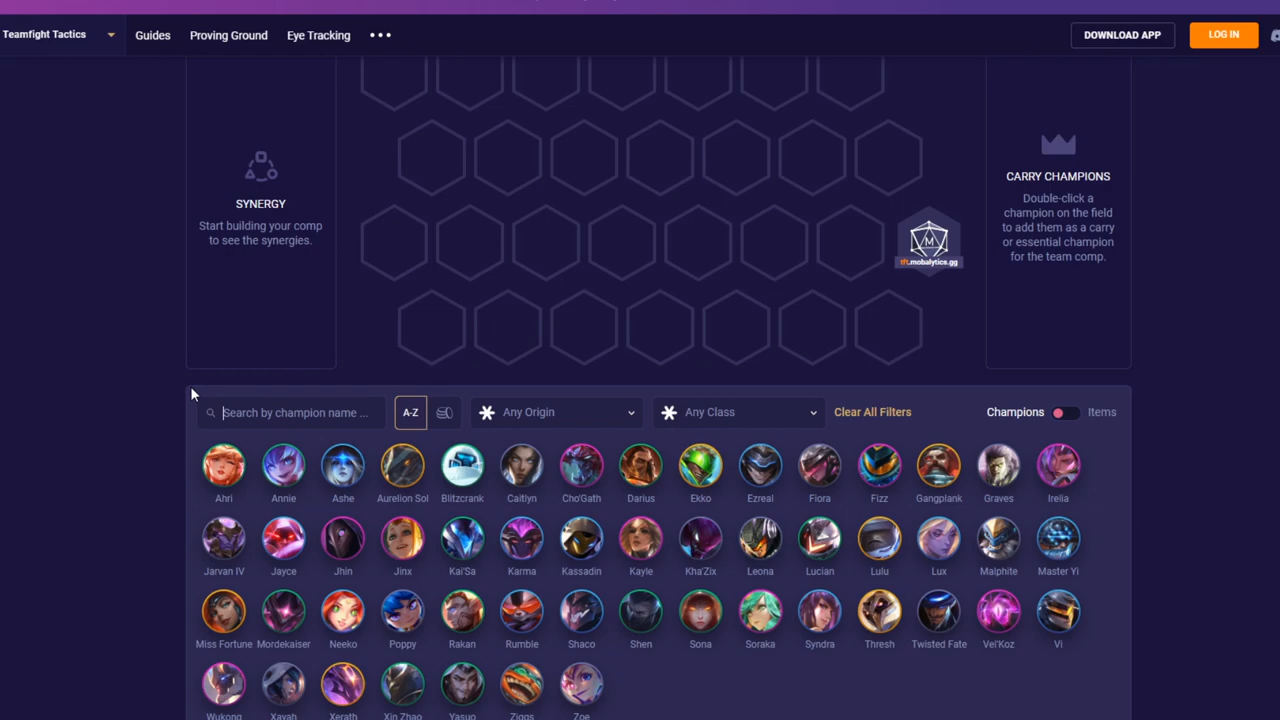 Teamfight Tactics
Guides
Proving Ground
Eye Tracking
DOWNLOAD APP
LOG IN
SYNERGY
Start building your comp
to see the synergies.
M
tft.mobalytics.gg
CARRY CHAMPIONS
Double-click a
champion on the field
to add them as a carry
or essential champion
for the team comp.
Search by champion name ...
A-Z
Any Origin
Any Class
Clear All Filters
Champions
Items
Ahri
Annie
Ashe
Aurelion Sol
Blitzcrank
Caitlyn
Cho'Gath
Darius
Ekko
Ezreal
Fiora
Fizz
Gangplank
Graves
Irelia
Jarvan IV
Jayce
Jhin
Jinx
Kai'Sa
Karma
Kassadin
Kayle
Kha'Zix
Leona
Lucian
Lulu
Lux
Malphite
Master Yi
Miss Fortune
Mordekaiser
Neeko
Poppy
Rakan
Rumble
Shaco
Shen
Sona
Soraka
Syndra
Thresh
Twisted Fate
Vel'Koz
Vi
Wukong
Xayah
Xerath
Xin Zhao
Yasuo
Ziggs
Zoe